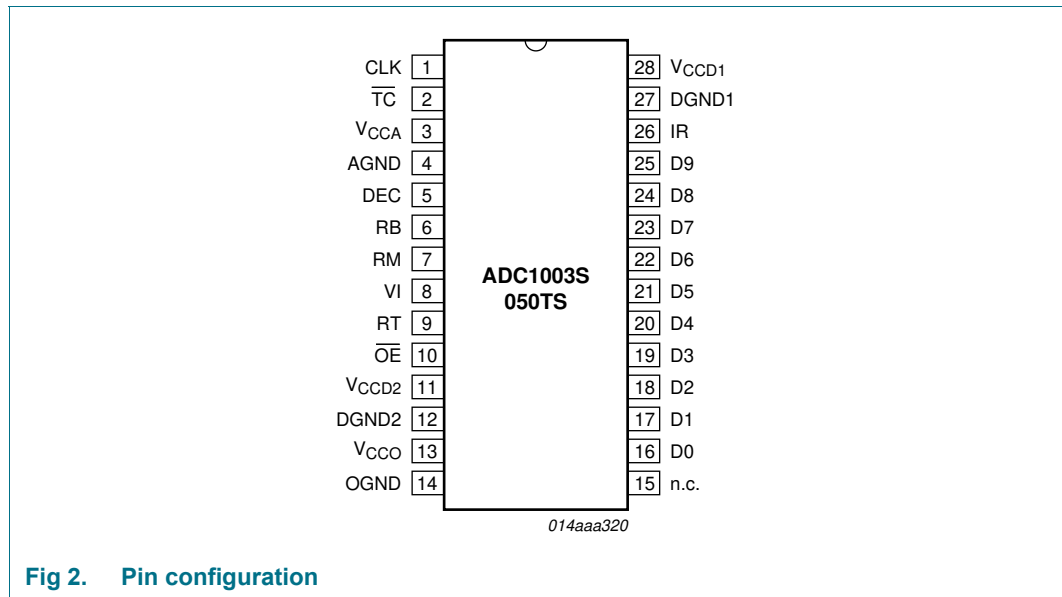 CLK 1 28 VCCD1
TC 2 27 DGND1
VCCA 3 26 IR
AGND 4 25 D9
DEC 5 24 D8
RB 6 23 D7
RM 7 22 D6
ADC1003S
050TS
VI 8 21 D5
RT 9 20 D4
OE 10 19 D3
VCCD2 11 18 D2
DGND2 12 17 D1
VCCO 13 16 D0
OGND 14 15 n.c.
014aaa320
Fig 2. Pin configuration